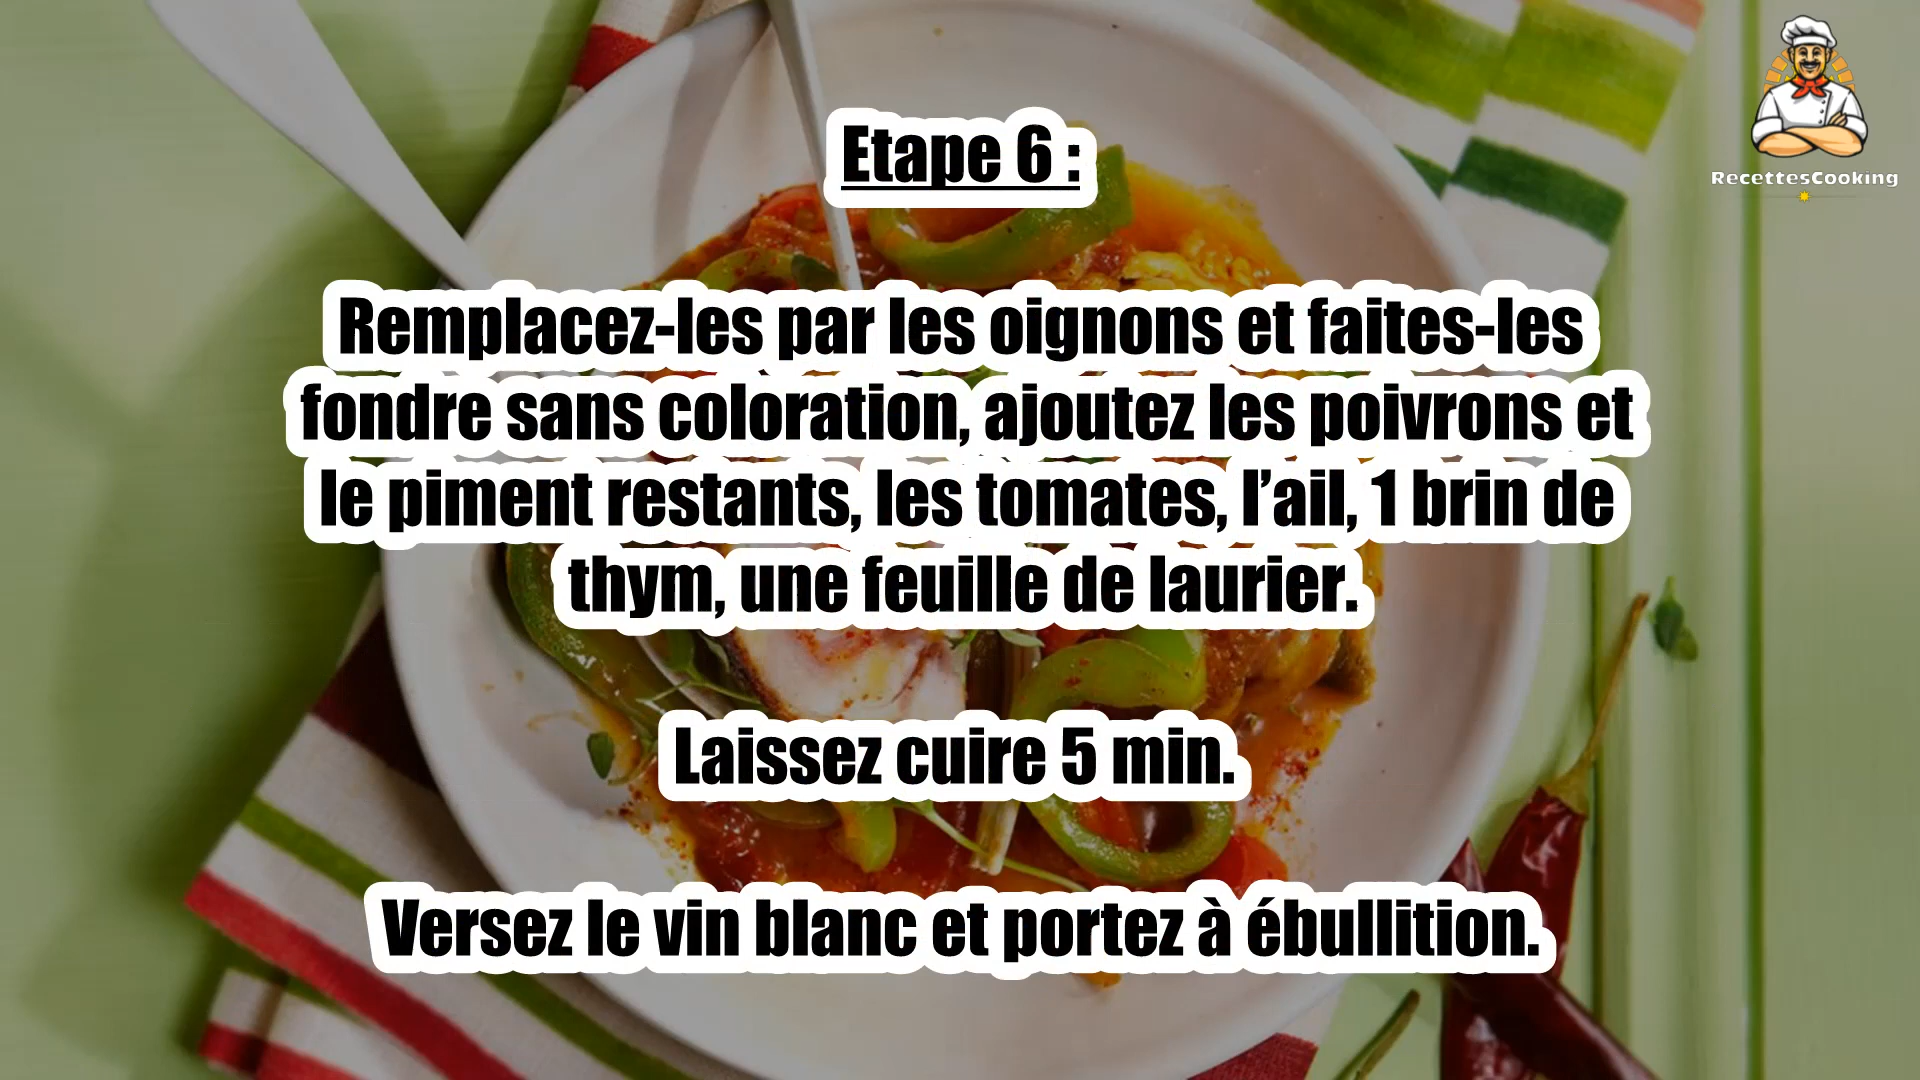 Etape 6 :
Remplacez-les par les oignons et faites-les
fondre sans coloration, ajoutez les poivrons et
le piment restants, les tomates, l’ail, 1 brin de
thym, une feuille de laurier.
Laissez cuire 5 min.
Versez le vin blanc et portez à ébullition.
RecettesCooking